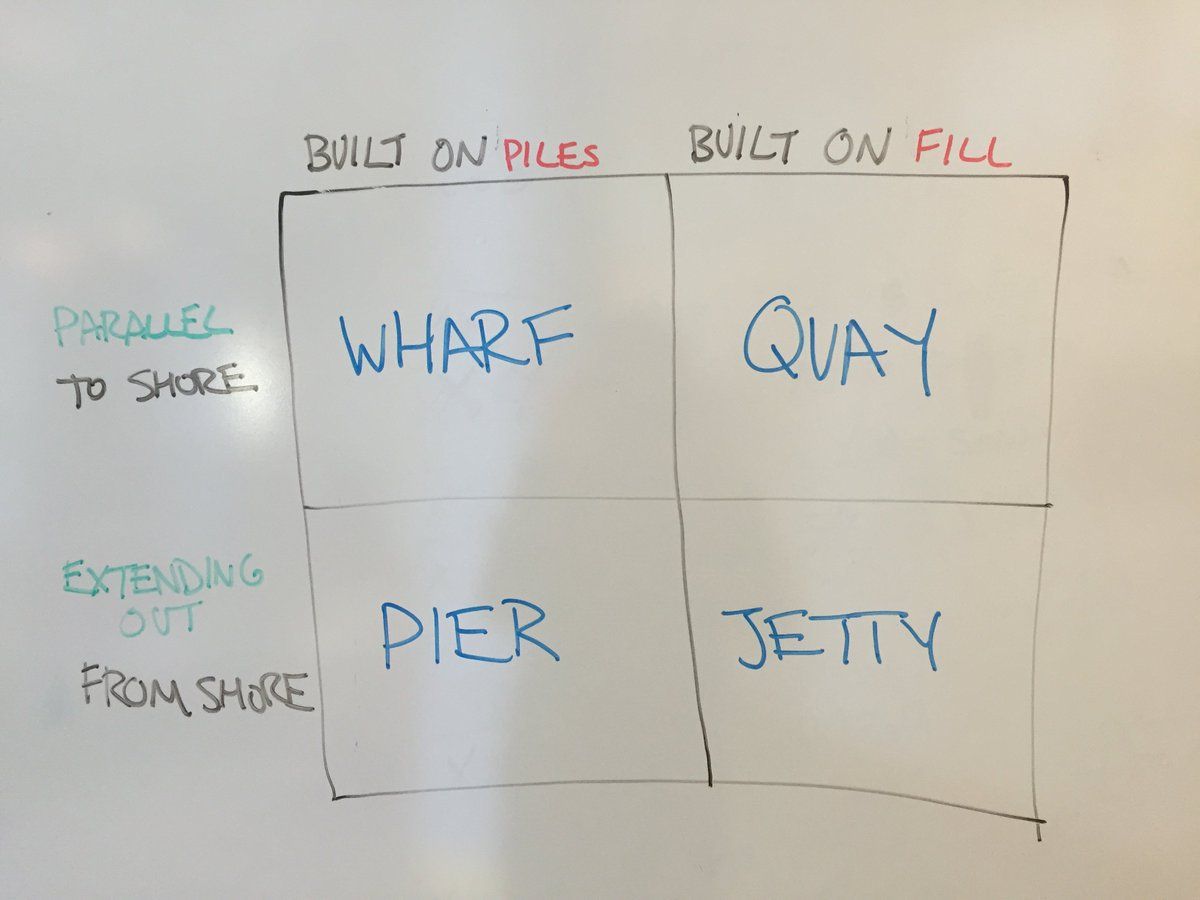 BUILT ON PILES
BUILT ON FILL
PARALLEL
TO SHORE
WHARF
QUAY
EXTENDING
OUT
FROM SHORE
PIER
JETTY